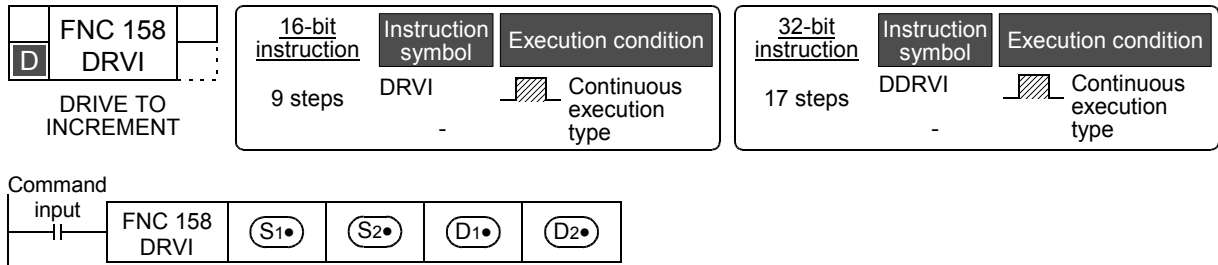 FNC 158
D DRVI
DRIVE TO
INCREMENT
16-bit
instruction
Instruction
symbol
Execution condition
9 steps
DRVI
Continuous
execution
type
-
32-bit
instruction
Instruction
symbol
Execution condition
17 steps
DDRVI
Continuous
execution
type
-
Command
input
FNC 158
DRVI
S1•
S2•
D1•
D2•